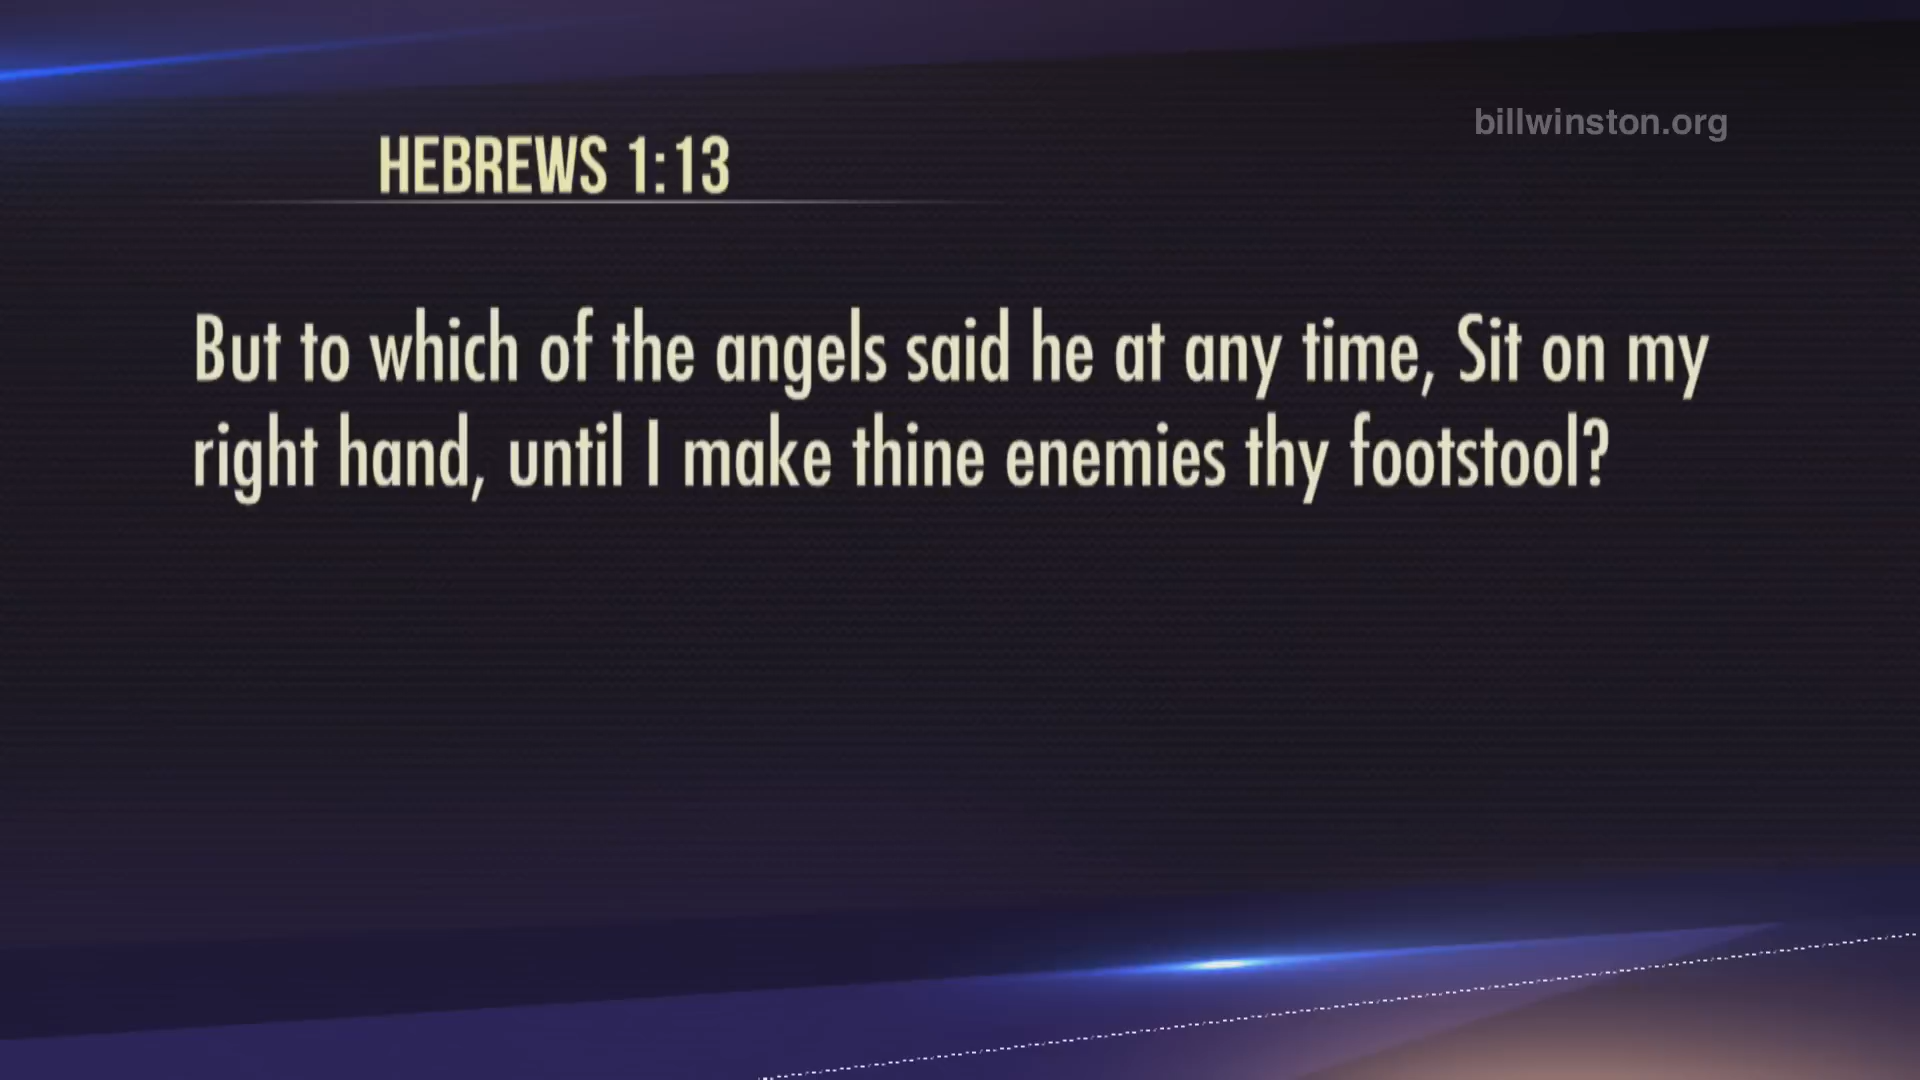 billwinston.org
HEBREWS 1:13
But to which of the angels said he at any time, Sit on my
right hand, until I make thine enemies thy footstool?